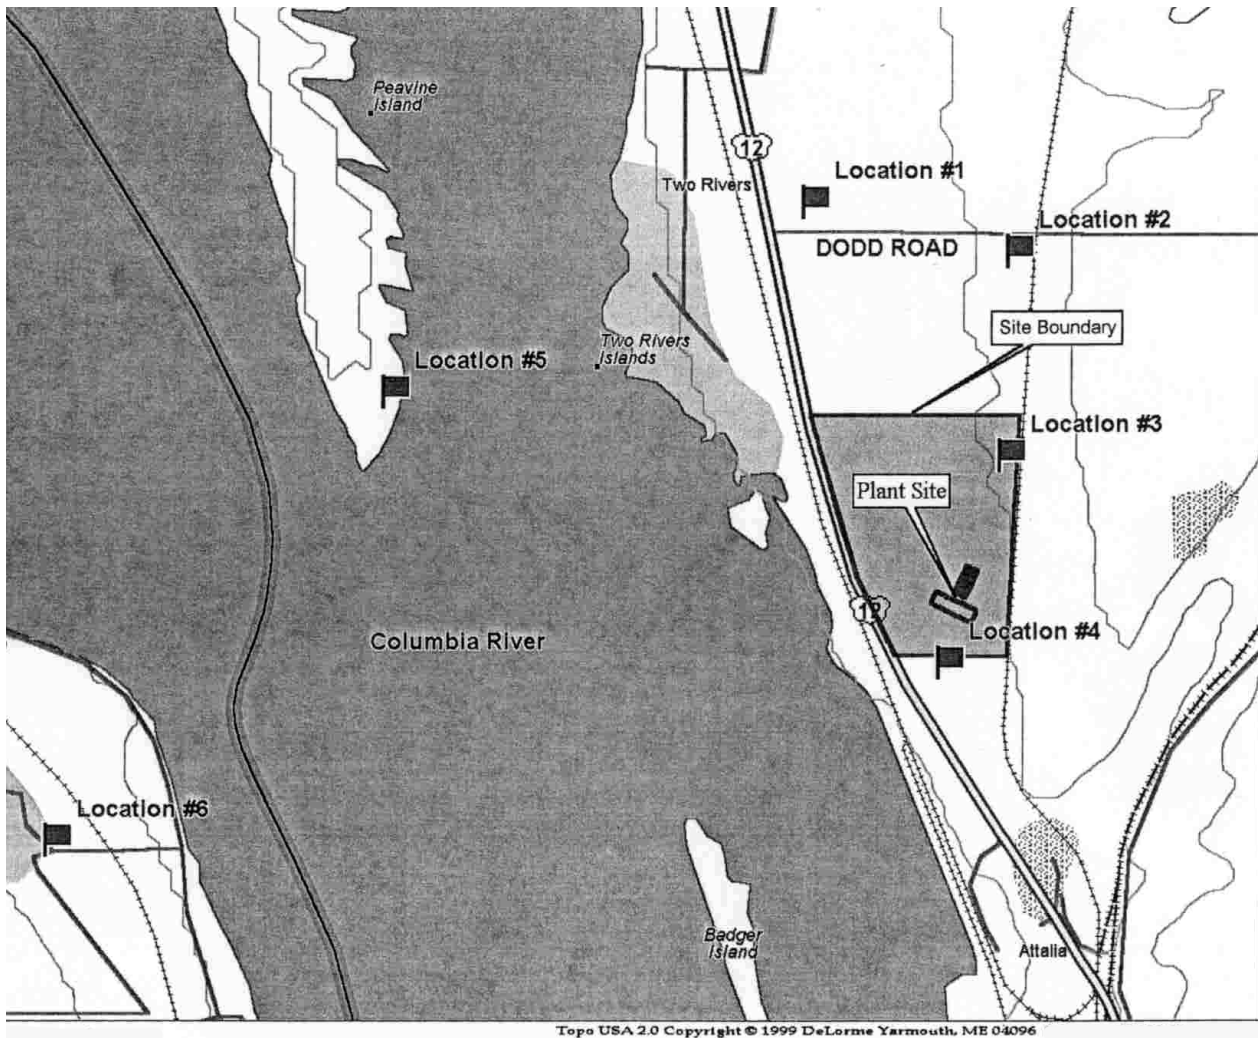 Peavine
Island
12
Two Rivers
Location #1
Location #2
DODD ROAD
Site Boundary
Two Rivers
Islands
Location #5
Location #3
Plant Site
12
Location #4
Columbia River
Location #6
Badger
Island
Attalia
Topo USA 2.0 Copyright © 1999 DeLorme Yarmouth, ME 04096